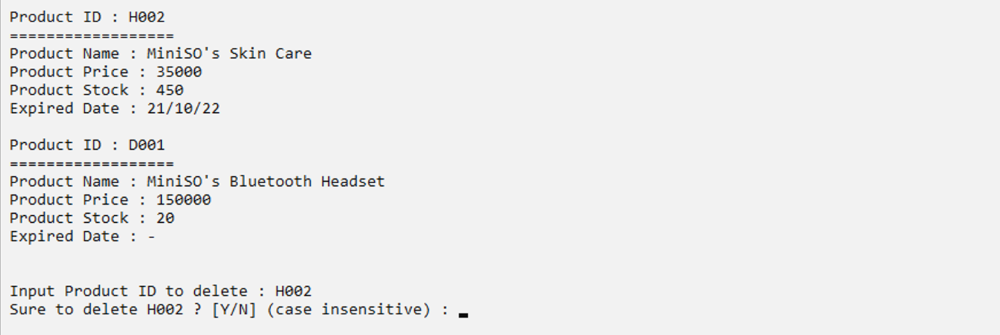 Product ID : H002
==================
Product Name : MiniSO's Skin Care
Product Price : 35000
Product Stock : 450
Expired Date : 21/10/22
Product ID : D001
==================
Product Name : MiniSO's Bluetooth Headset
Product Price : 150000
Product Stock : 20
Expired Date : -
Input Product ID to delete : H002
Sure to delete H002 ? [Y/N] (case insensitive) :